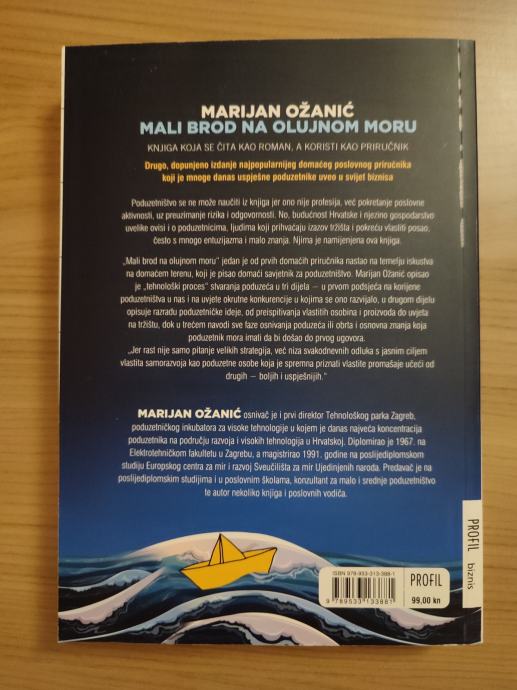 MARIJAN OŽANIĆ
MALI BROD NA OLUJNOM MORU
KNJIGA KOJA SE ČITA KAO ROMAN, A KORISTI KAO PRIRUČNIK
Drugo, dopunjeno izdanje najpopularnijeg domaćeg poslovnog priručnika
koji je mnoge danas uspješne poduzetnike uveo u svijet biznisa
Poduzetništvo se ne može naučiti iz knjiga jer ono nije profesija, već pokretanje poslovne
aktivnosti, uz preuzimanje rizika i odgovornosti. No, budućnost Hrvatske i njezino gospodarstvo
uvelike ovisi i o poduzetnicima, ljudima koji prihvaćaju izazov tržišta i pokreću vlastiti posao,
često s mnogo entuzijazma i malo znanja. Njima je namijenjena ova knjiga.
„Mali brod na olujnom moru" jedan je od prvih domaćih priručnika nastao na temelju iskustva
na domaćem terenu, koji je pisao domaći savjetnik za poduzetništvo. Marijan Ožanić opisao
je „tehnološki proces" stvaranja poduzeća u tri dijela – u prvom podsjeća na korijene
poduzetništva u nas i na uvjete okrutne konkurencije u kojima se ono razvijalo, u drugom dijelu
opisuje razradu poduzetničke ideje, od preispitivanja vlastitih osobina i proizvoda do uvjeta
na tržištu, dok u trećem navodi sve faze osnivanja poduzeća ili obrta i osnovna znanja koja
poduzetnik mora imati da bi došao do prvog ugovora.
„Jer rast nije samo pitanje velikih strategija, već niza svakodnevnih odluka s jasnim ciljem
vlastita samorazvoja kao poduzetne osobe koja je spremna priznati vlastite promašaje učeći od
drugih – boljih i uspješnijih."
MARIJAN OŽANIĆ osnivač je i prvi direktor Tehnološkog parka Zagreb,
poduzetničkog inkubatora za visoke tehnologije u kojem je danas najveća koncentracija
poduzetnika na području razvoja i visokih tehnologija u Hrvatskoj. Diplomirao je 1967. na
Elektrotehničkom fakultetu u Zagrebu, a magistrirao 1991. godine na poslijediplomskom
studiju Europskog centra za mir i razvoj Sveučilišta za mir Ujedinjenih naroda. Predavač je na
poslijediplomskim studijima i u poslovnim školama, konzultant za malo i srednje poduzetništvo
te autor nekoliko knjiga i poslovnih vodiča.
PROFIL biznis
ISBN 978-953-313-388-1
9 789533 133881
PROFIL
99,00 kn